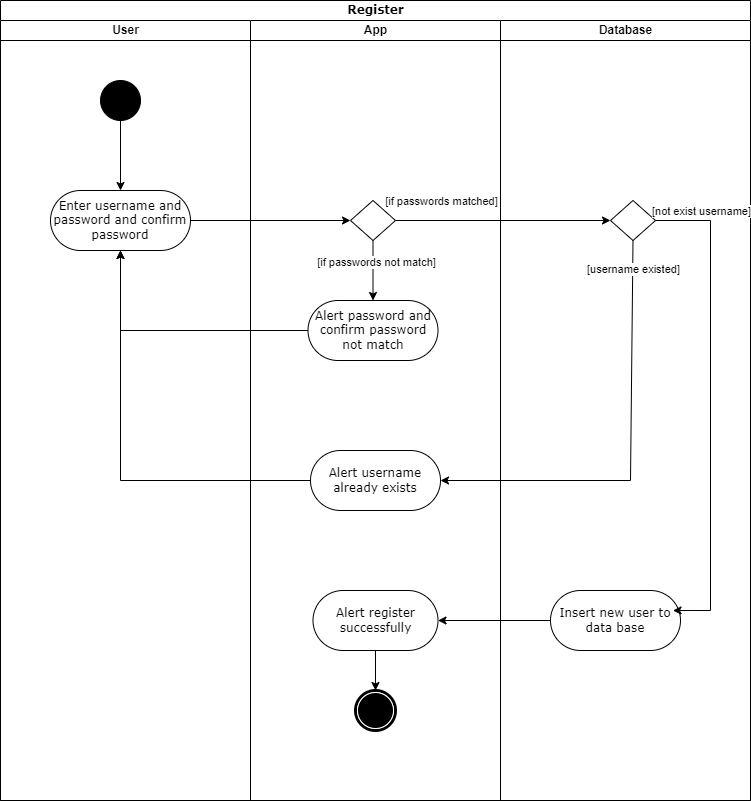 Register
User
App
Database
Enter username and
password and confirm
password
[if passwords matched]
[not exist username]
[if passwords not match]
[username existed]
Alert password and
confirm password
not match
Alert username
already exists
Alert register
successfully
Insert new user to
data base